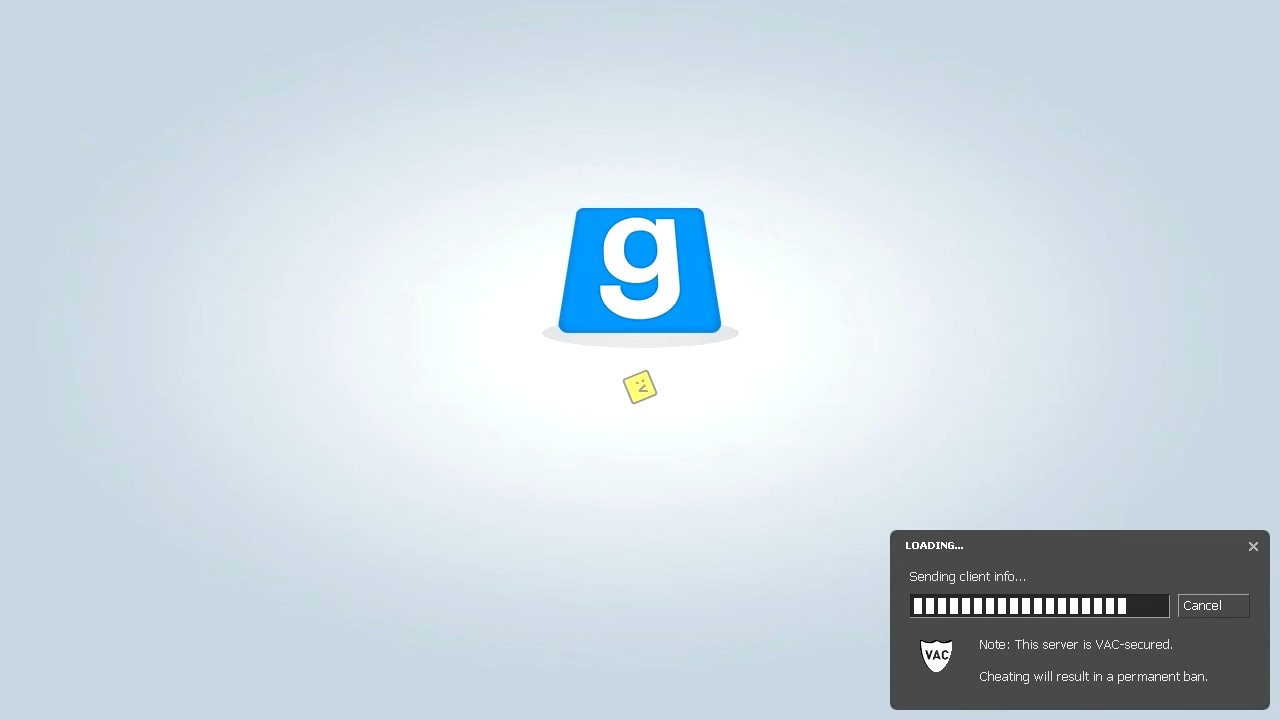 g
LOADING...
Sending client info...
Cancel
VAC
Note: This server is VAC-secured.
Cheating will result in a permanent ban.